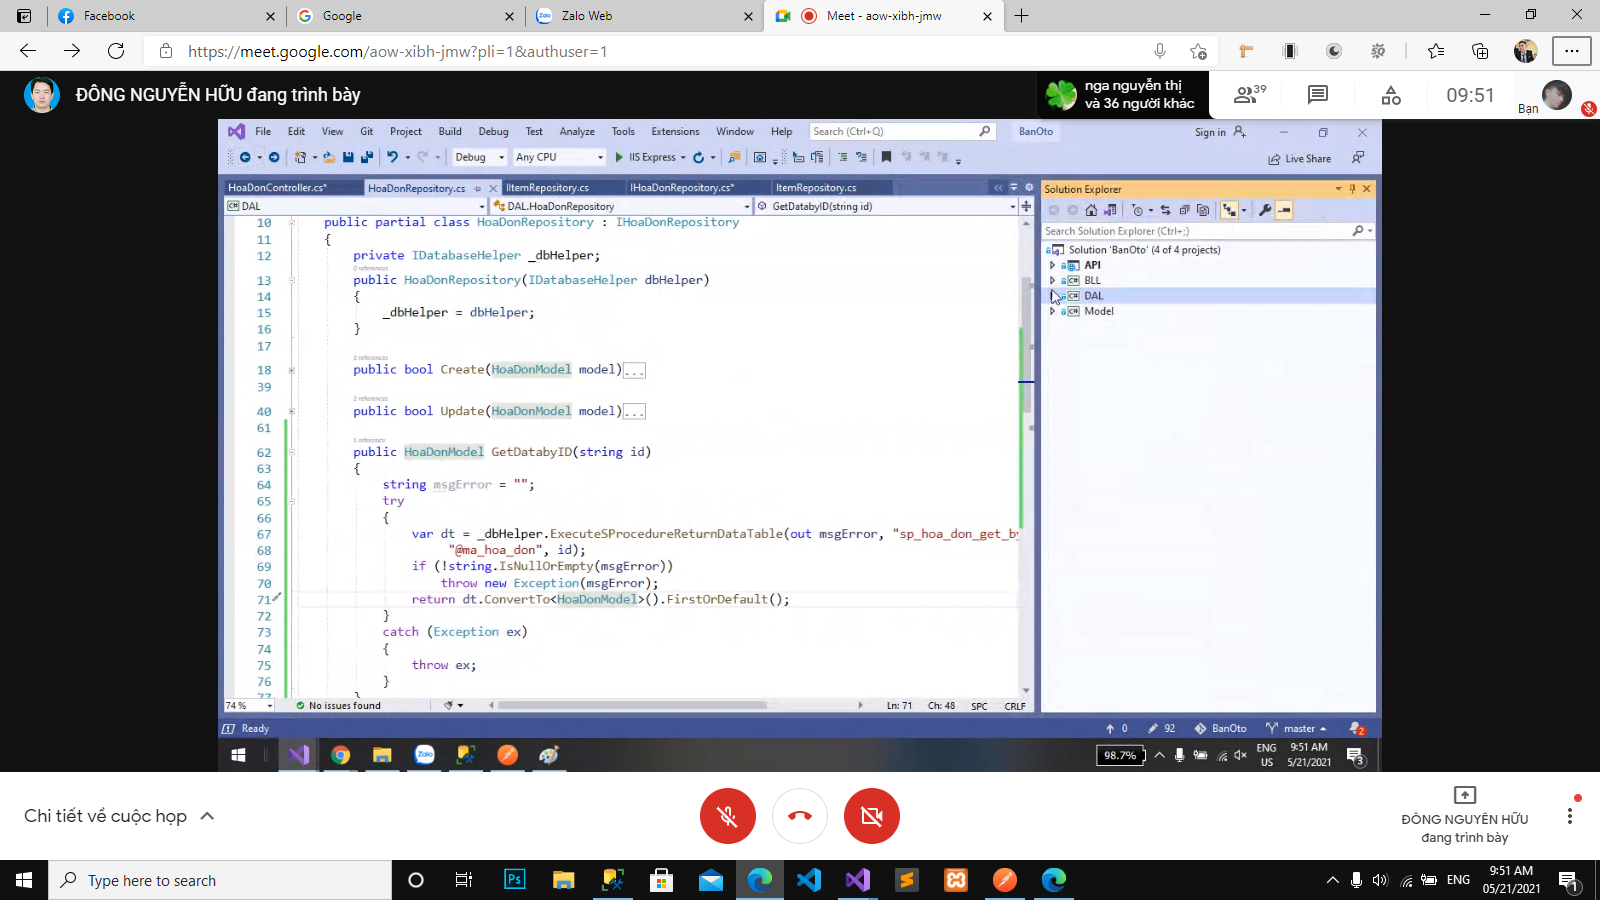 Facebook
Google
Zalo Web
Meet - aow-xibh-jmw
https://meet.google.com/aow-xibh-jmw?pli=1&authuser=1
ĐÔNG NGUYỄN HỮU đang trình bày
nga nguyễn thị
và 36 người khác
39
09:51
Bạn
File Edit View Git Project Build Debug Test Analyze Tools Extensions Window Help Search (Ctrl+Q) BanOto Sign in
Debug Any CPU IIS Express Live Share
HoaDonController.cs* HoaDonRepository.cs IItemRepository.cs IHoaDonRepository.cs* ItemRepository.cs
DAL DAL.HoaDonRepository GetDatabyID(string id)
10 public partial class HoaDonRepository : IHoaDonRepository
11 {
12 private IDatabaseHelper _dbHelper;
0 references
13 public HoaDonRepository(IDatabaseHelper dbHelper)
14 {
15 _dbHelper = dbHelper;
16 }
17
2 references
18 public bool Create(HoaDonModel model)...
39
2 references
40 public bool Update(HoaDonModel model)...
61
62 public HoaDonModel GetDatabyID(string id)
63 {
64 string msgError = "";
65 try
66 {
67 var dt = _dbHelper.ExecuteSProcedureReturnDataTable(out msgError, "sp_hoa_don_get_by
68 "@ma_hoa_don", id);
69 if (!string.IsNullOrEmpty(msgError))
70 throw new Exception(msgError);
71 return dt.ConvertTo<HoaDonModel>().FirstOrDefault();
72 }
73 catch (Exception ex)
74 {
75 throw ex;
76 }
77 }
74 % No issues found Ln: 71 Ch: 48 SPC CRLF
Solution Explorer
Search Solution Explorer (Ctrl+;)
Solution 'BanOto' (4 of 4 projects)
API
BLL
DAL
Model
Ready 0 92 BanOto master 2
Zalo
98.7% ENG
US
9:51 AM
5/21/2021
3
Chi tiết về cuộc họp
ĐÔNG NGUYỄN HỮU
đang trình bày
Type here to search
Ps
ENG
9:51 AM
05/21/2021
1